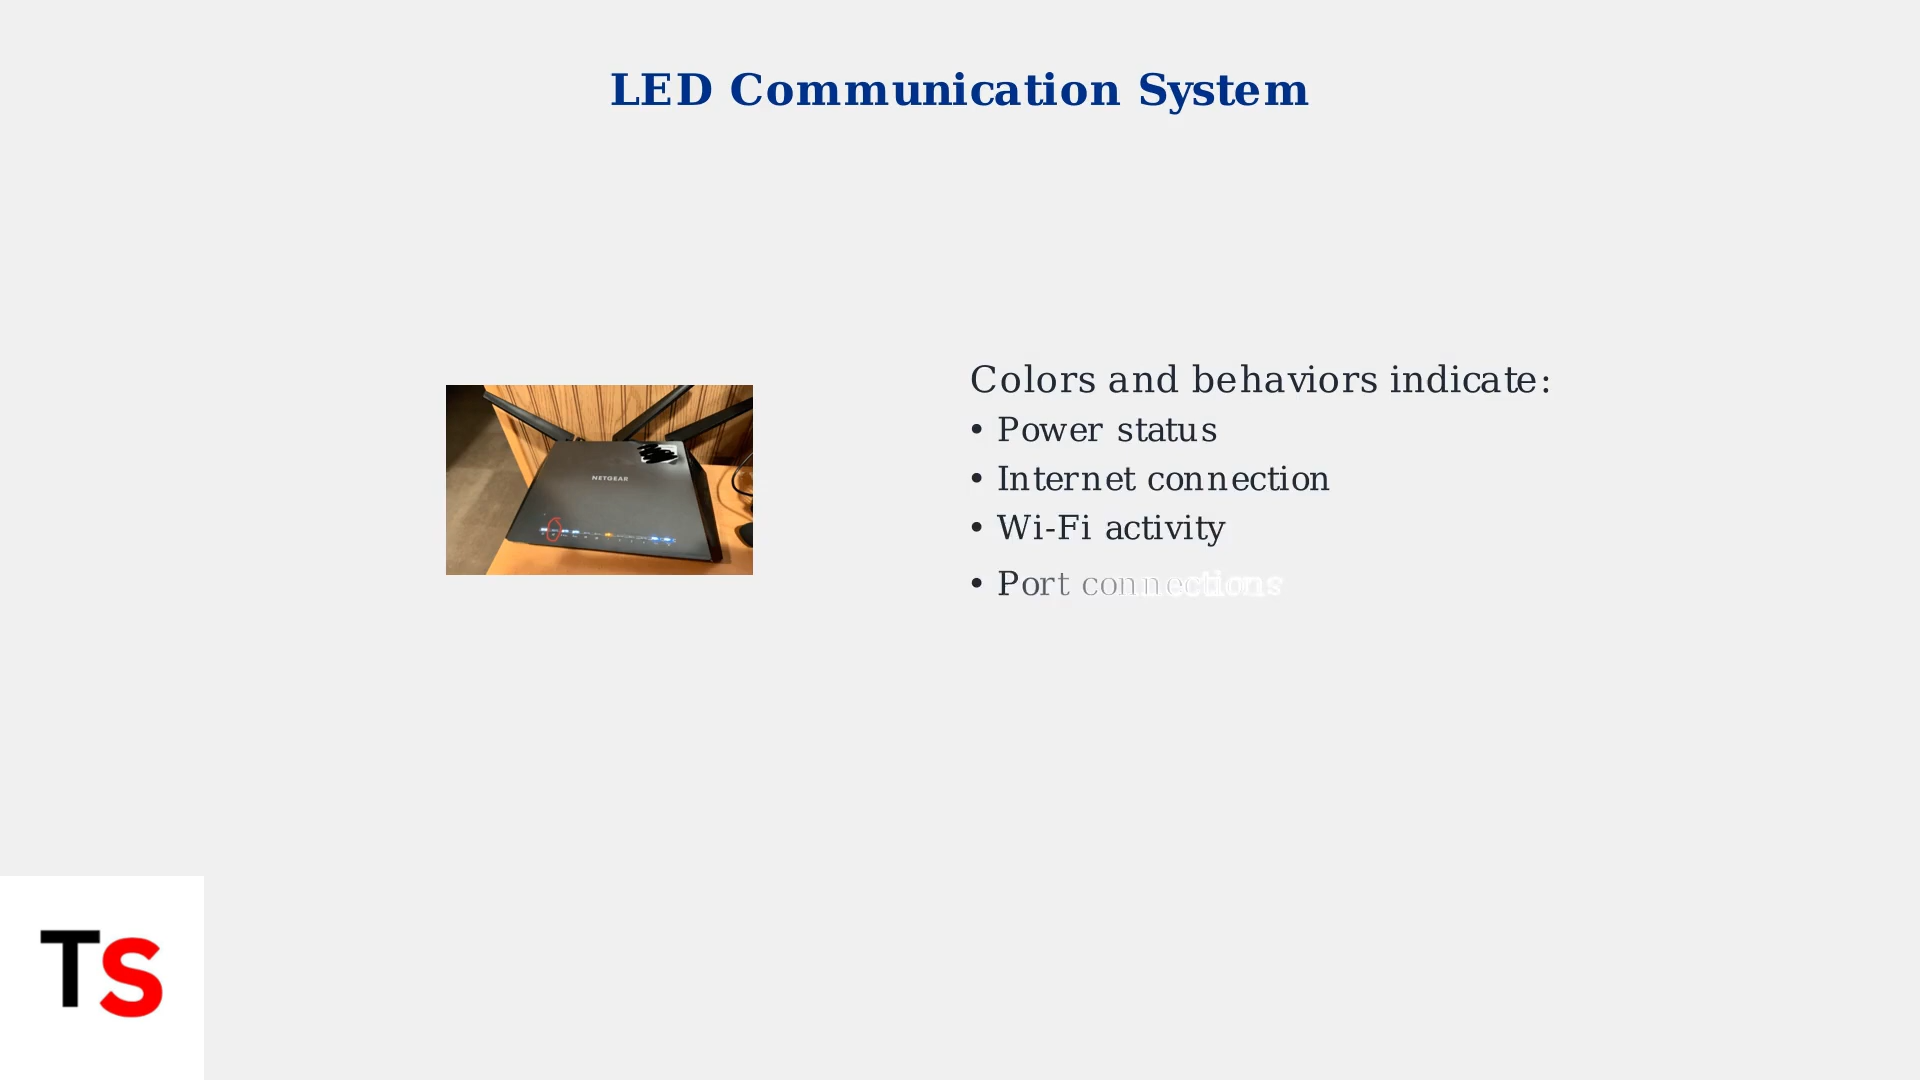 LED Communication System
NETGEAR
Colors and behaviors indicate:
• Power status
• Internet connection
• Wi-Fi activity
• Port connections
TS